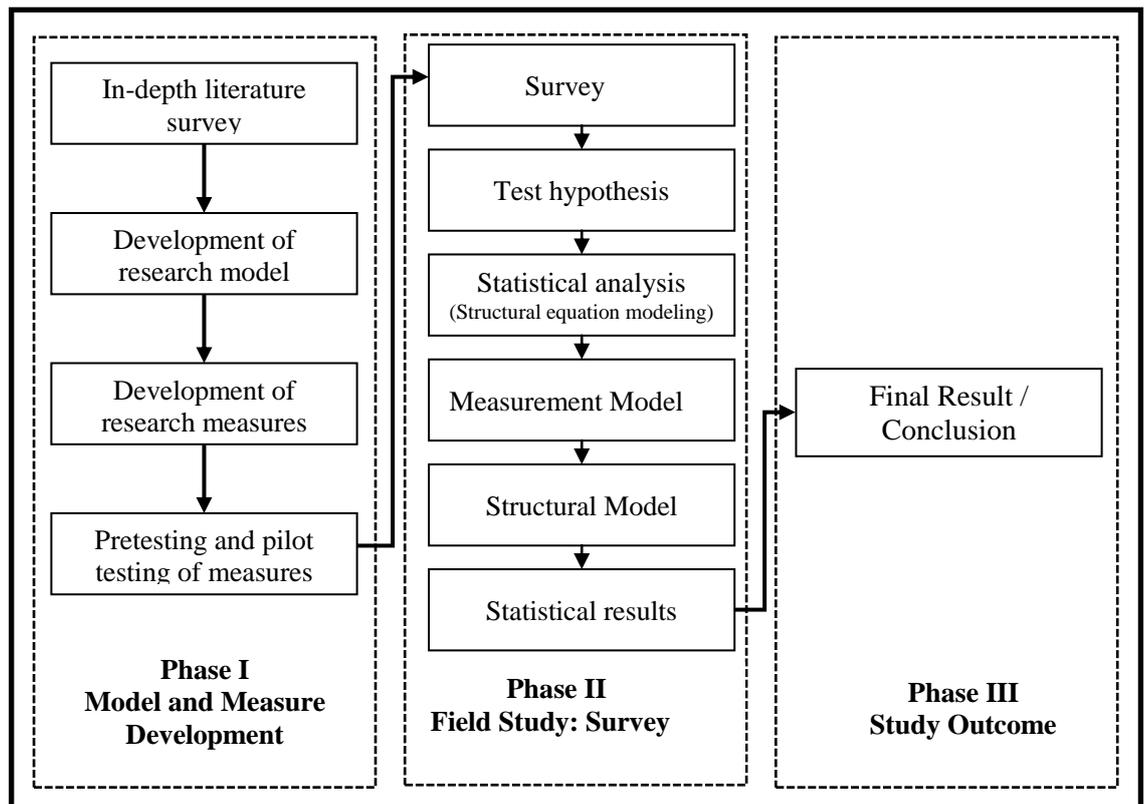 In-depth literature
survey
Development of
research model
Development of
research measures
Pretesting and pilot
testing of measures
Phase I
Model and Measure
Development
Survey
Test hypothesis
Statistical analysis
(Structural equation modeling)
Measurement Model
Structural Model
Statistical results
Phase II
Field Study: Survey
Final Result /
Conclusion
Phase III
Study Outcome